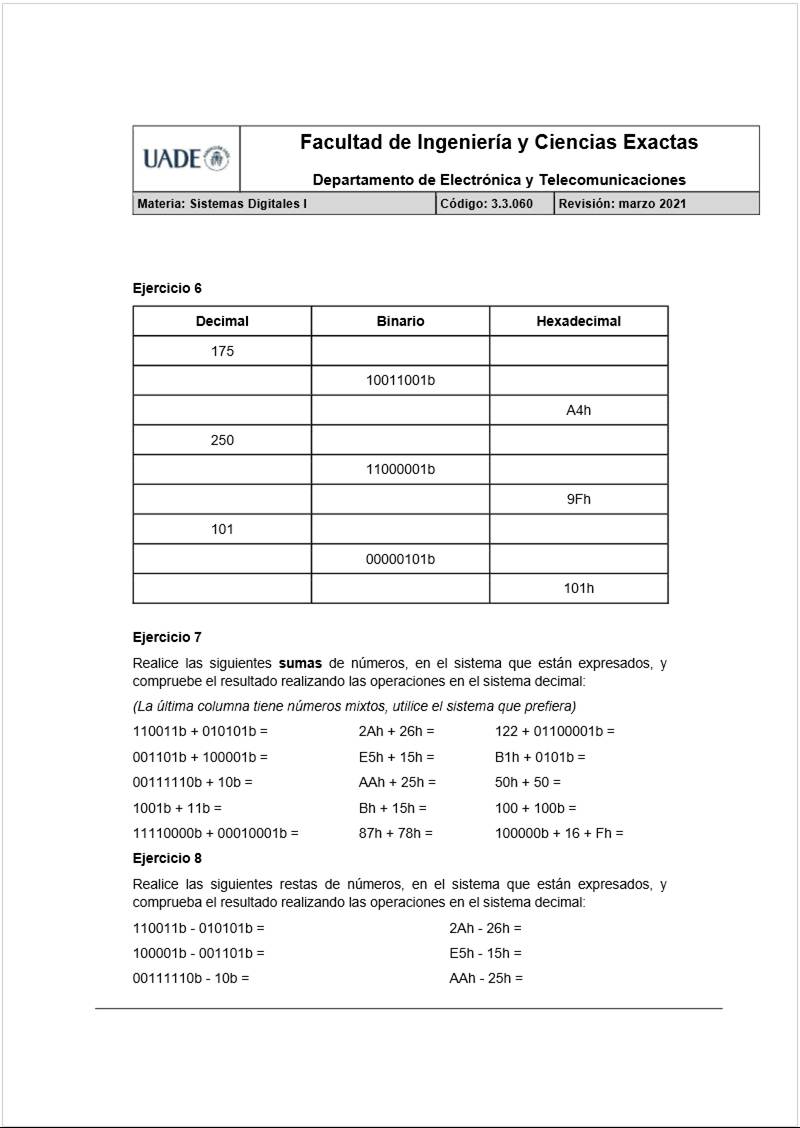 UADE
Facultad de Ingeniería y Ciencias Exactas
Departamento de Electrónica y Telecomunicaciones
Materia: Sistemas Digitales I Código: 3.3.060 Revisión: marzo 2021
Ejercicio 6
Decimal Binario Hexadecimal
175
10011001b
A4h
250
11000001b
9Fh
101
00000101b
101h
Ejercicio 7
Realice las siguientes sumas de números, en el sistema que están expresados, y
compruebe el resultado realizando las operaciones en el sistema decimal:
(La última columna tiene números mixtos, utilice el sistema que prefiera)
110011b + 010101b = 2Ah + 26h = 122 + 01100001b =
001101b + 100001b = E5h + 15h = B1h + 0101b =
00111110b + 10b = AAh + 25h = 50h + 50 =
1001b + 11b = Bh + 15h = 100 + 100b =
11110000b + 00010001b = 87h + 78h = 100000b + 16 + Fh =
Ejercicio 8
Realice las siguientes restas de números, en el sistema que están expresados, y
comprueba el resultado realizando las operaciones en el sistema decimal:
110011b - 010101b = 2Ah - 26h =
100001b - 001101b = E5h - 15h =
00111110b - 10b = AAh - 25h =